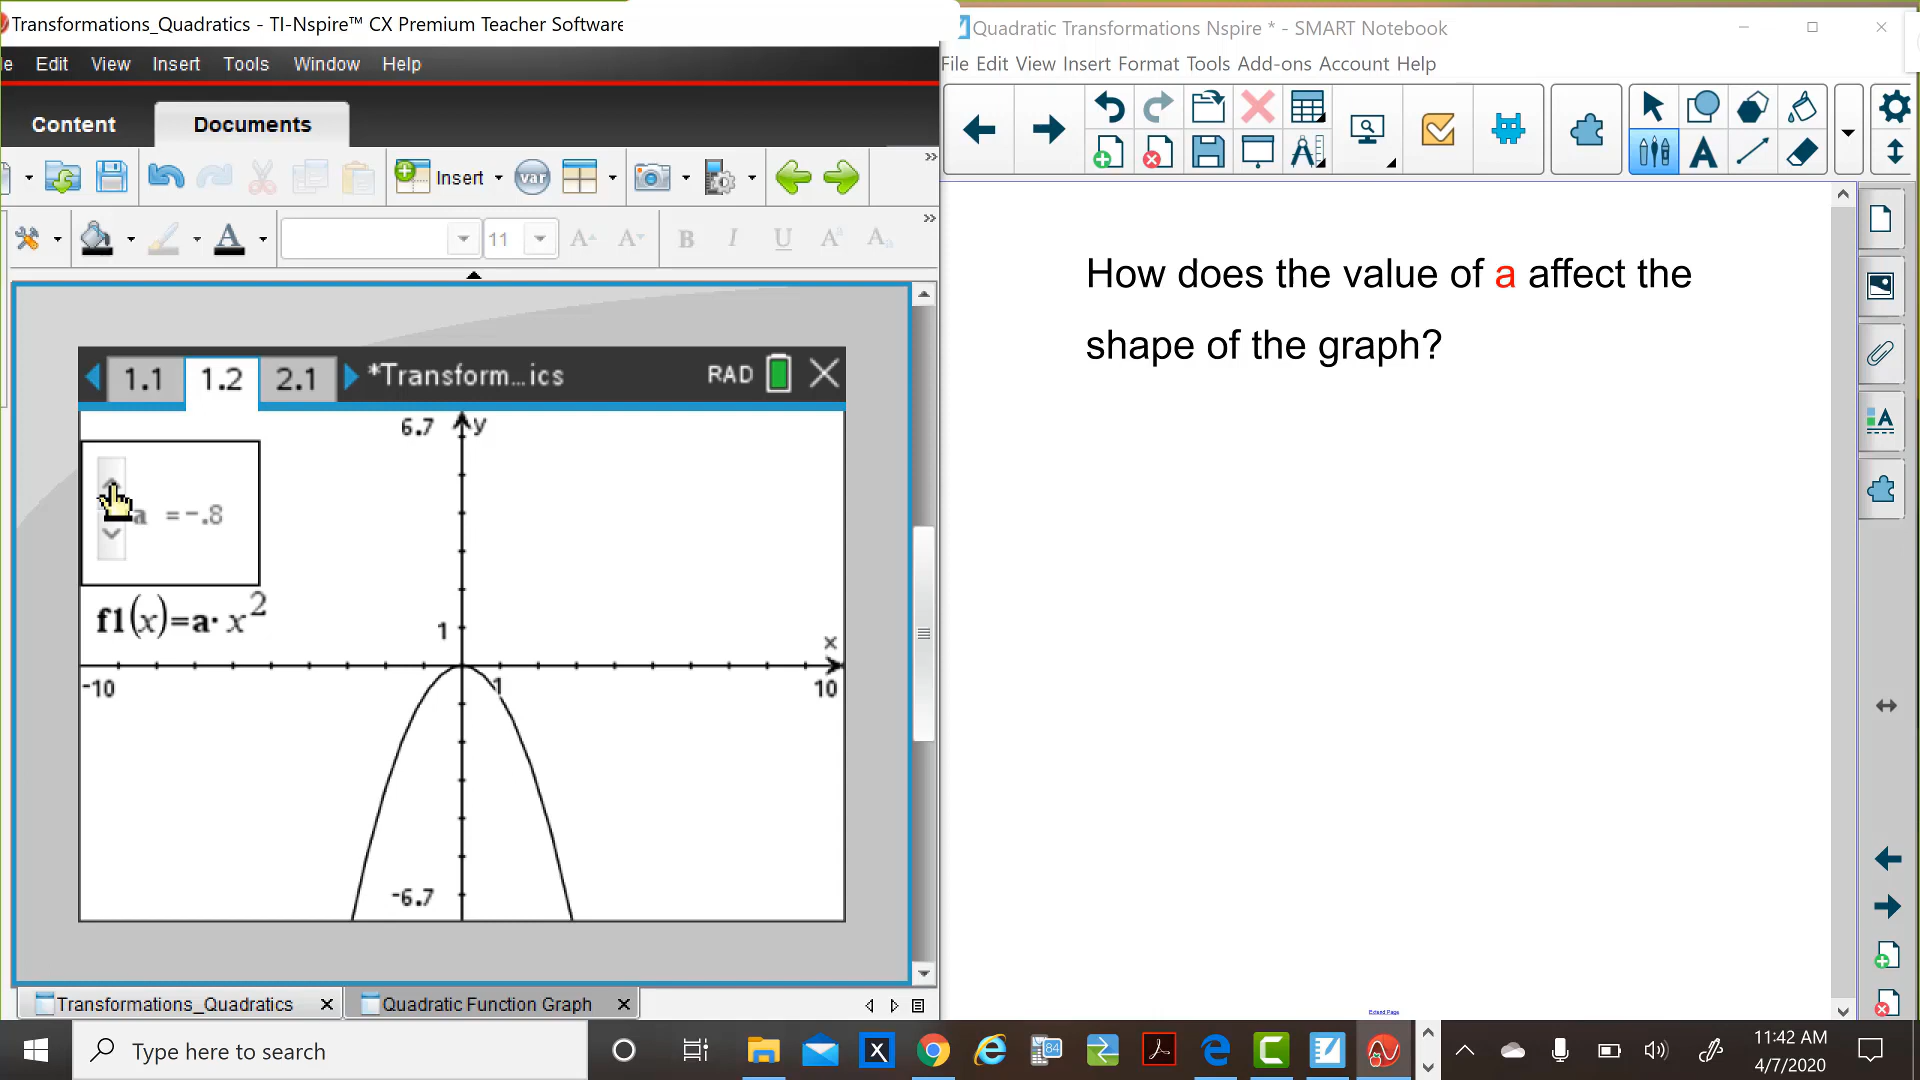 Transformations_Quadratics - TI-Nspire™ CX Premium Teacher Software
Edit View Insert Tools Window Help
Content Documents
Insert var
11 A A B I U A A
1.1 1.2 2.1 *Transform...ics RAD
6.7 y
a =-.8
f1(x)=a· x²
1
x
-10 1 10
-6.7
Transformations_Quadratics Quadratic Function Graph
Quadratic Transformations Nspire * - SMART Notebook
File Edit View Insert Format Tools Add-ons Account Help
How does the value of a affect the
shape of the graph?
Extend Page
Type here to search
84
11:42 AM
4/7/2020